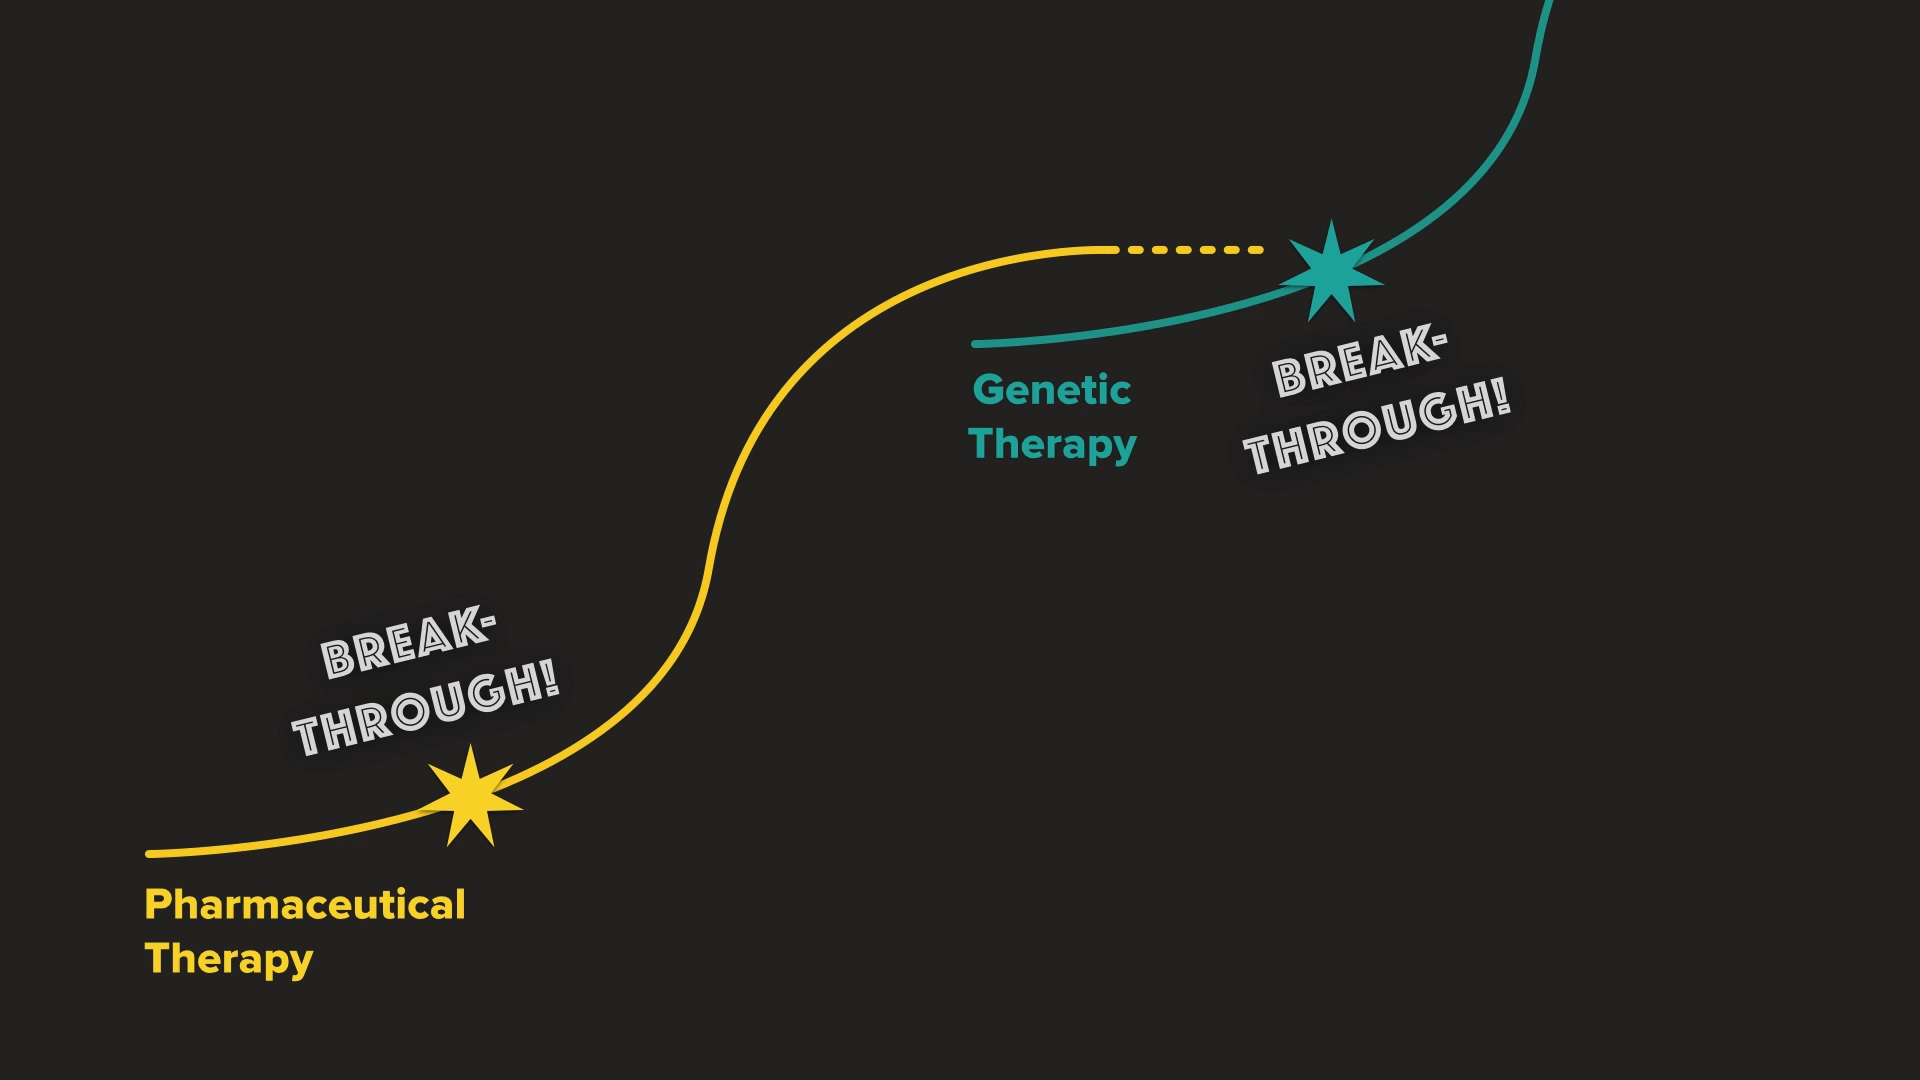 Genetic
Therapy
BREAK-
THROUGH!
BREAK-
THROUGH!
Pharmaceutical
Therapy